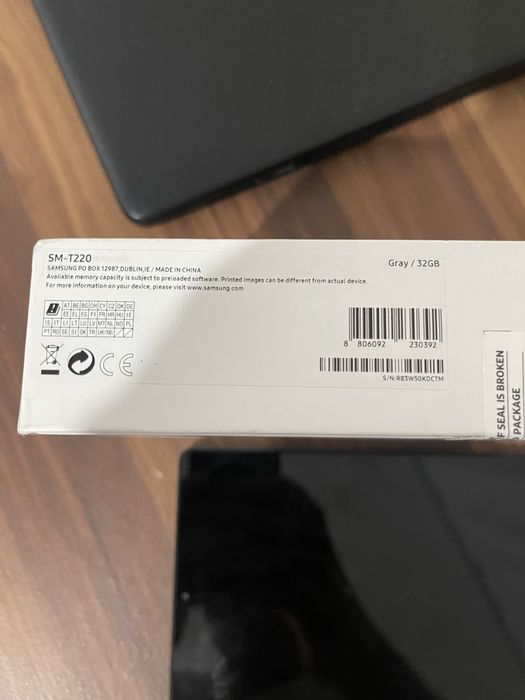 SM-T220
SAMSUNG PO BOX 12987,DUBLIN,IE / MADE IN CHINA
Available memory capacity is subject to preloaded software. Printed images can be different from actual device.
For more information on your device, please visit www.samsung.com
Gray / 32GB
AT BE BG CH CY CZ DK DE
EE EL ES FI FR HR HU IE
IS IT LI LT LU LV MT NL NO PL
PT RO SE SI SK TR UK(NI)
8 806092 230392
S/N:R83W50KDCTM
CE
F SEAL IS BROKEN
PACKAGE